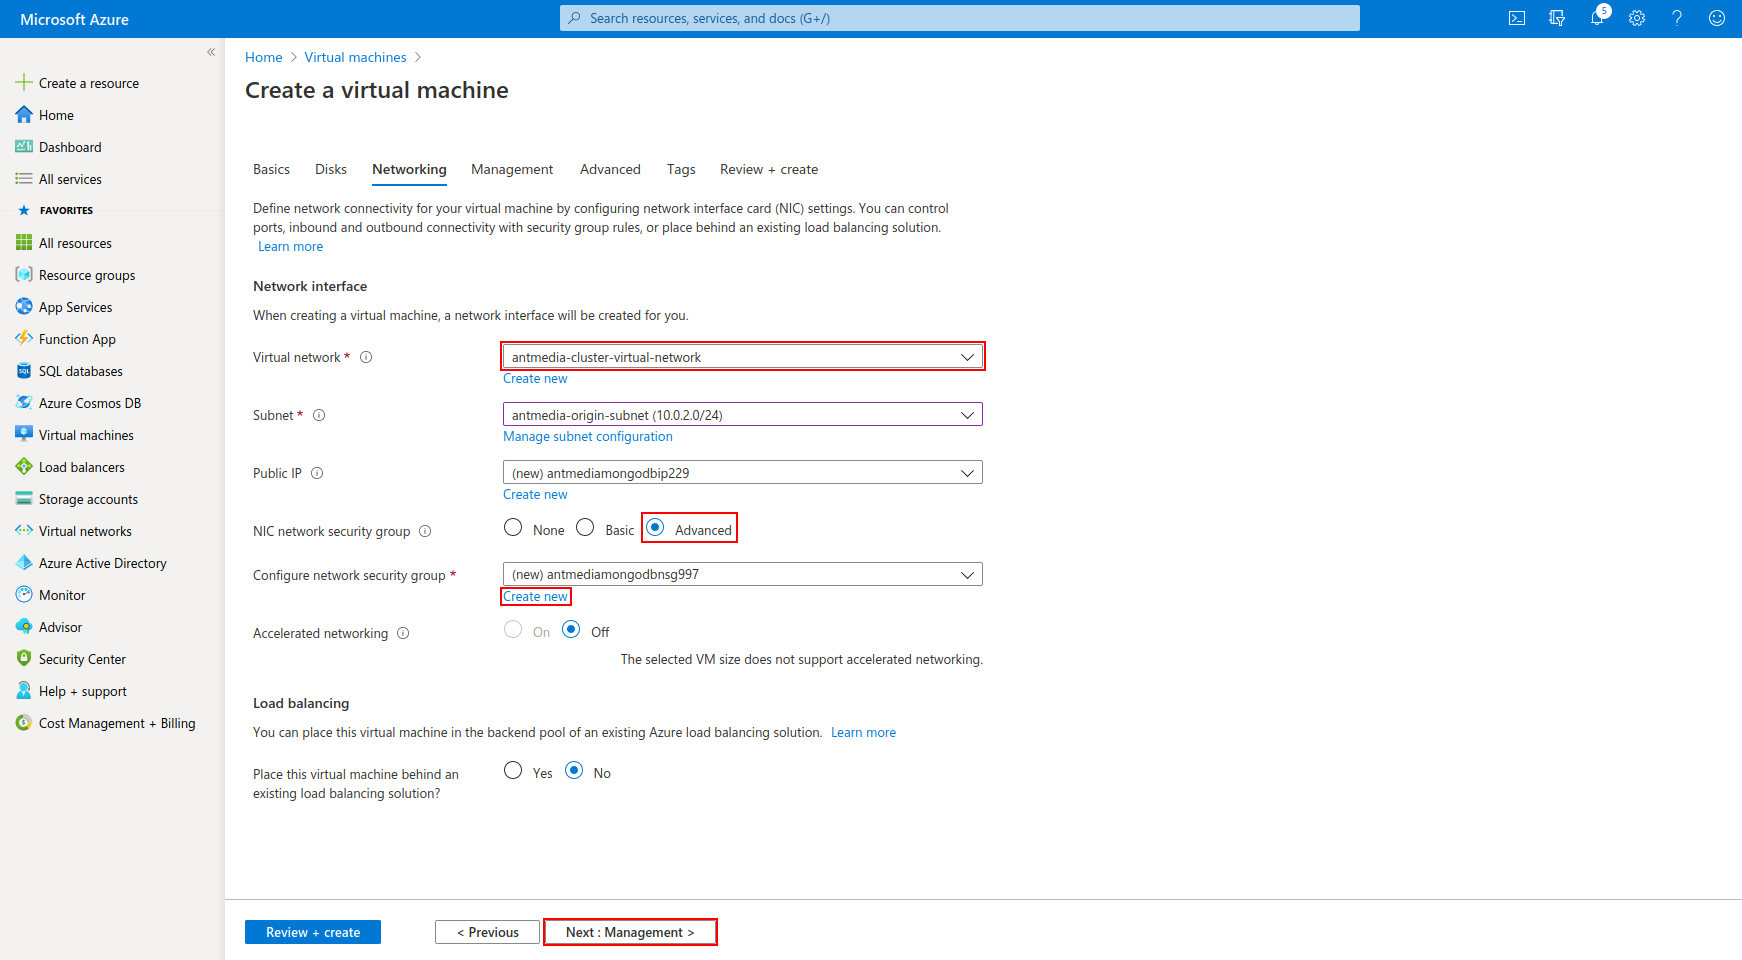 Microsoft Azure
Search resources, services, and docs (G+/)
5
«
Create a resource
Home
Dashboard
All services
FAVORITES
All resources
Resource groups
App Services
Function App
SQL databases
Azure Cosmos DB
Virtual machines
Load balancers
Storage accounts
Virtual networks
Azure Active Directory
Monitor
Advisor
Security Center
Help + support
Cost Management + Billing
Home > Virtual machines >
Create a virtual machine
Basics Disks Networking Management Advanced Tags Review + create
Define network connectivity for your virtual machine by configuring network interface card (NIC) settings. You can control
ports, inbound and outbound connectivity with security group rules, or place behind an existing load balancing solution.
Learn more
Network interface
When creating a virtual machine, a network interface will be created for you.
Virtual network *
antmedia-cluster-virtual-network
Create new
Subnet *
antmedia-origin-subnet (10.0.2.0/24)
Manage subnet configuration
Public IP
(new) antmediamongodbip229
Create new
NIC network security group
None Basic Advanced
Configure network security group *
(new) antmediamongodbnsg997
Create new
Accelerated networking
On Off
The selected VM size does not support accelerated networking.
Load balancing
You can place this virtual machine in the backend pool of an existing Azure load balancing solution. Learn more
Place this virtual machine behind an
existing load balancing solution?
Yes No
Review + create
< Previous
Next : Management >